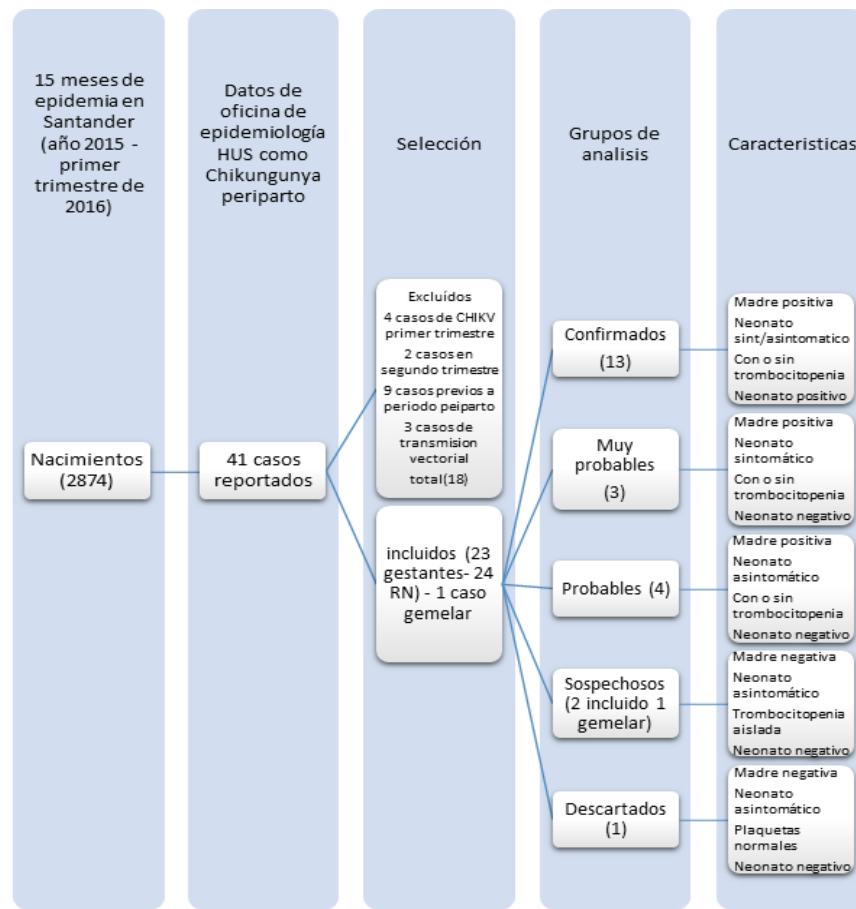 15 meses de
epidemia en
Santander
(año 2015 -
primer
trimestre de
2016)
Datos de
oficina de
epidemiología
HUS como
Chikungunya
periparto
Selección
Grupos de
analisis
Caracteristicas
Nacimientos
(2874)
41 casos
reportados
Excluídos
4 casos de CHIKV
primer trimestre
2 casos en
segundo trimestre
9 casos previos a
periodo peiparto
3 casos de
transmision
vectorial
total(18)
incluidos (23
gestantes- 24
RN) - 1 caso
gemelar
Confirmados
(13)
Madre positiva
Neonato
sint/asintomatico
Con o sin
trombocitopenia
Neonato positivo
Muy
probables
(3)
Madre positiva
Neonato
sintomático
Con o sin
trombocitopenia
Neonato negativo
Probables (4)
Madre positiva
Neonato
asintomático
Con o sin
trombocitopenia
Neonato negativo
Sospechosos
(2 incluido 1
gemelar)
Madre negativa
Neonato
asintomático
Trombocitopenia
aislada
Neonato negativo
Descartados
(1)
Madre negativa
Neonato
asintomático
Plaquetas
normales
Neonato negativo